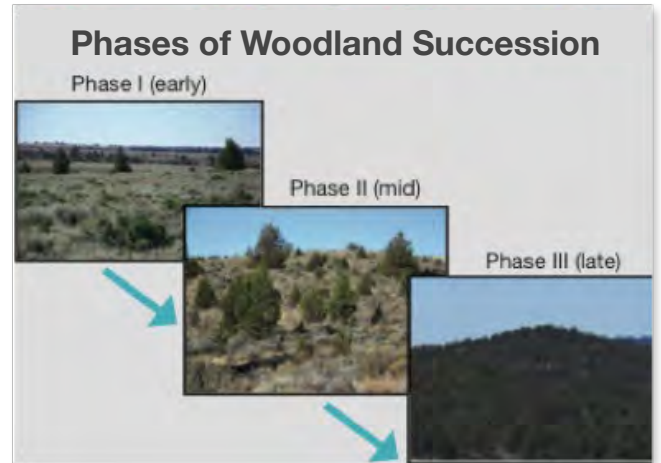 Phases of Woodland Succession
Phase I (early)
Phase II (mid)
Phase III (late)